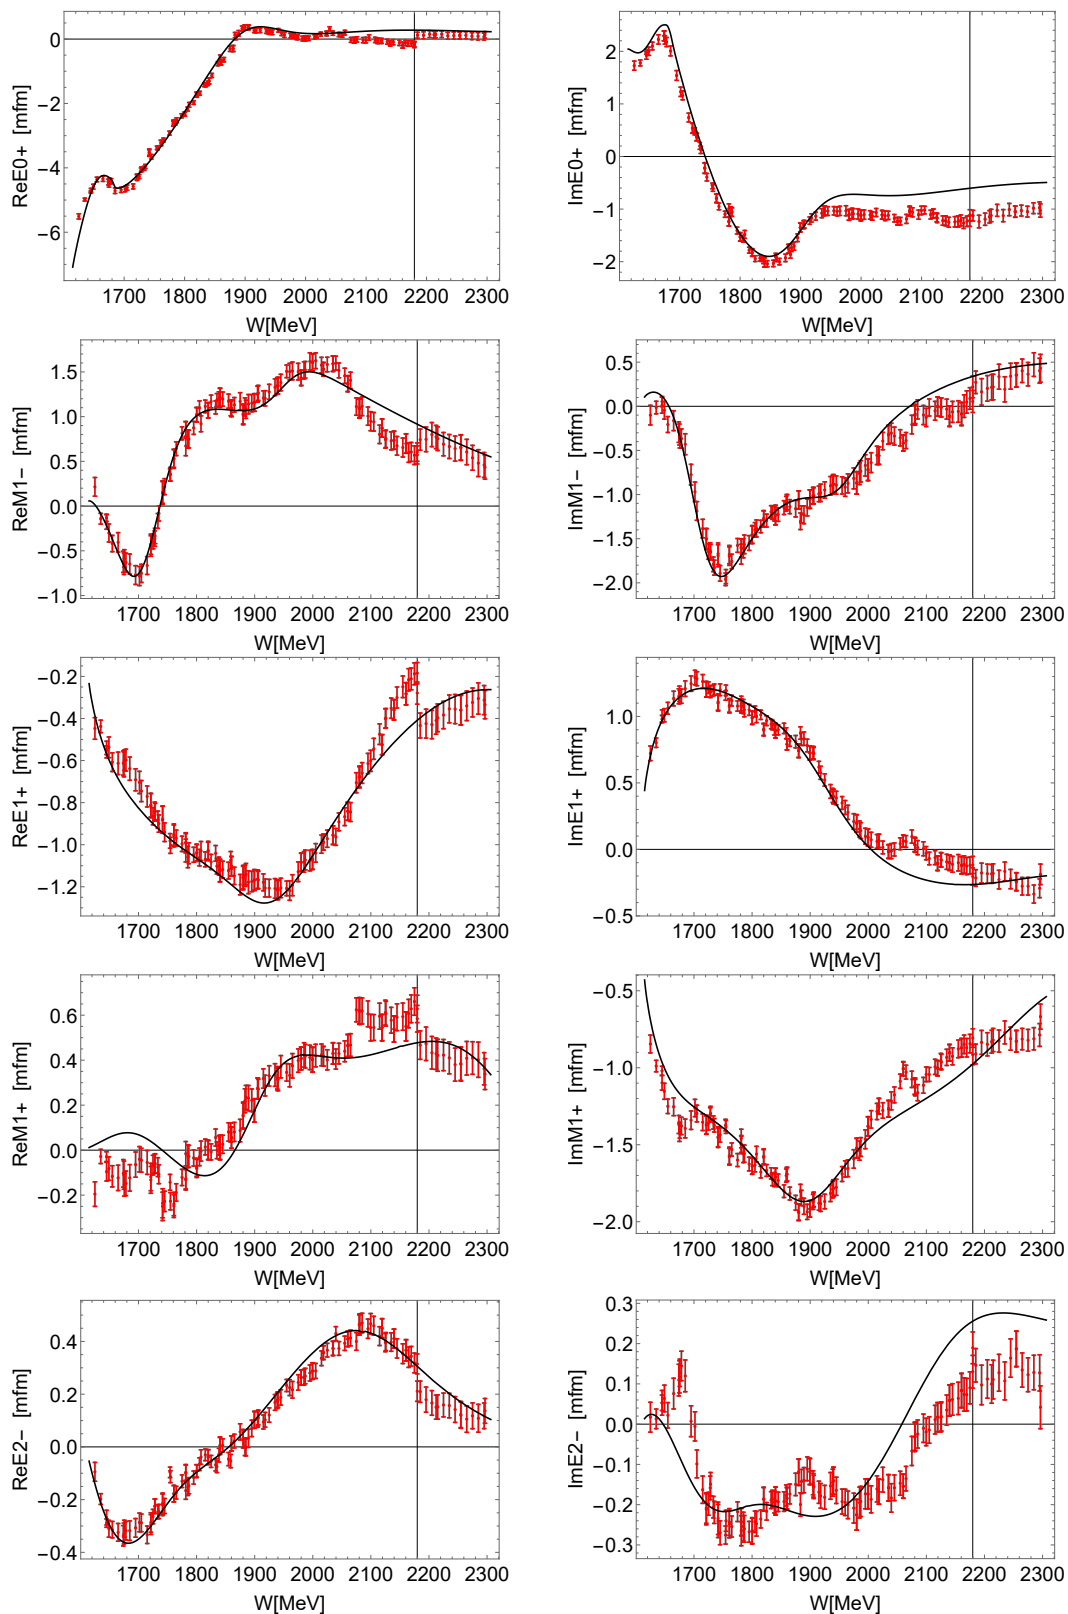 ReE0+ [mfm]
0
−2
−4
−6
1700 1800 1900 2000 2100 2200 2300
W[MeV]
ImE0+ [mfm]
2
1
0
−1
−2
1700 1800 1900 2000 2100 2200 2300
W[MeV]
ReM1− [mfm]
1.5
1.0
0.5
0.0
−0.5
−1.0
1700 1800 1900 2000 2100 2200 2300
W[MeV]
ImM1− [mfm]
0.5
0.0
−0.5
−1.0
−1.5
−2.0
1700 1800 1900 2000 2100 2200 2300
W[MeV]
ReE1+ [mfm]
−0.2
−0.4
−0.6
−0.8
−1.0
−1.2
1700 1800 1900 2000 2100 2200 2300
W[MeV]
ImE1+ [mfm]
1.0
0.5
0.0
−0.5
1700 1800 1900 2000 2100 2200 2300
W[MeV]
ReM1+ [mfm]
0.6
0.4
0.2
0.0
−0.2
1700 1800 1900 2000 2100 2200 2300
W[MeV]
ImM1+ [mfm]
−0.5
−1.0
−1.5
−2.0
1700 1800 1900 2000 2100 2200 2300
W[MeV]
ReE2− [mfm]
0.4
0.2
0.0
−0.2
−0.4
1700 1800 1900 2000 2100 2200 2300
W[MeV]
ImE2− [mfm]
0.3
0.2
0.1
0.0
−0.1
−0.2
−0.3
1700 1800 1900 2000 2100 2200 2300
W[MeV]